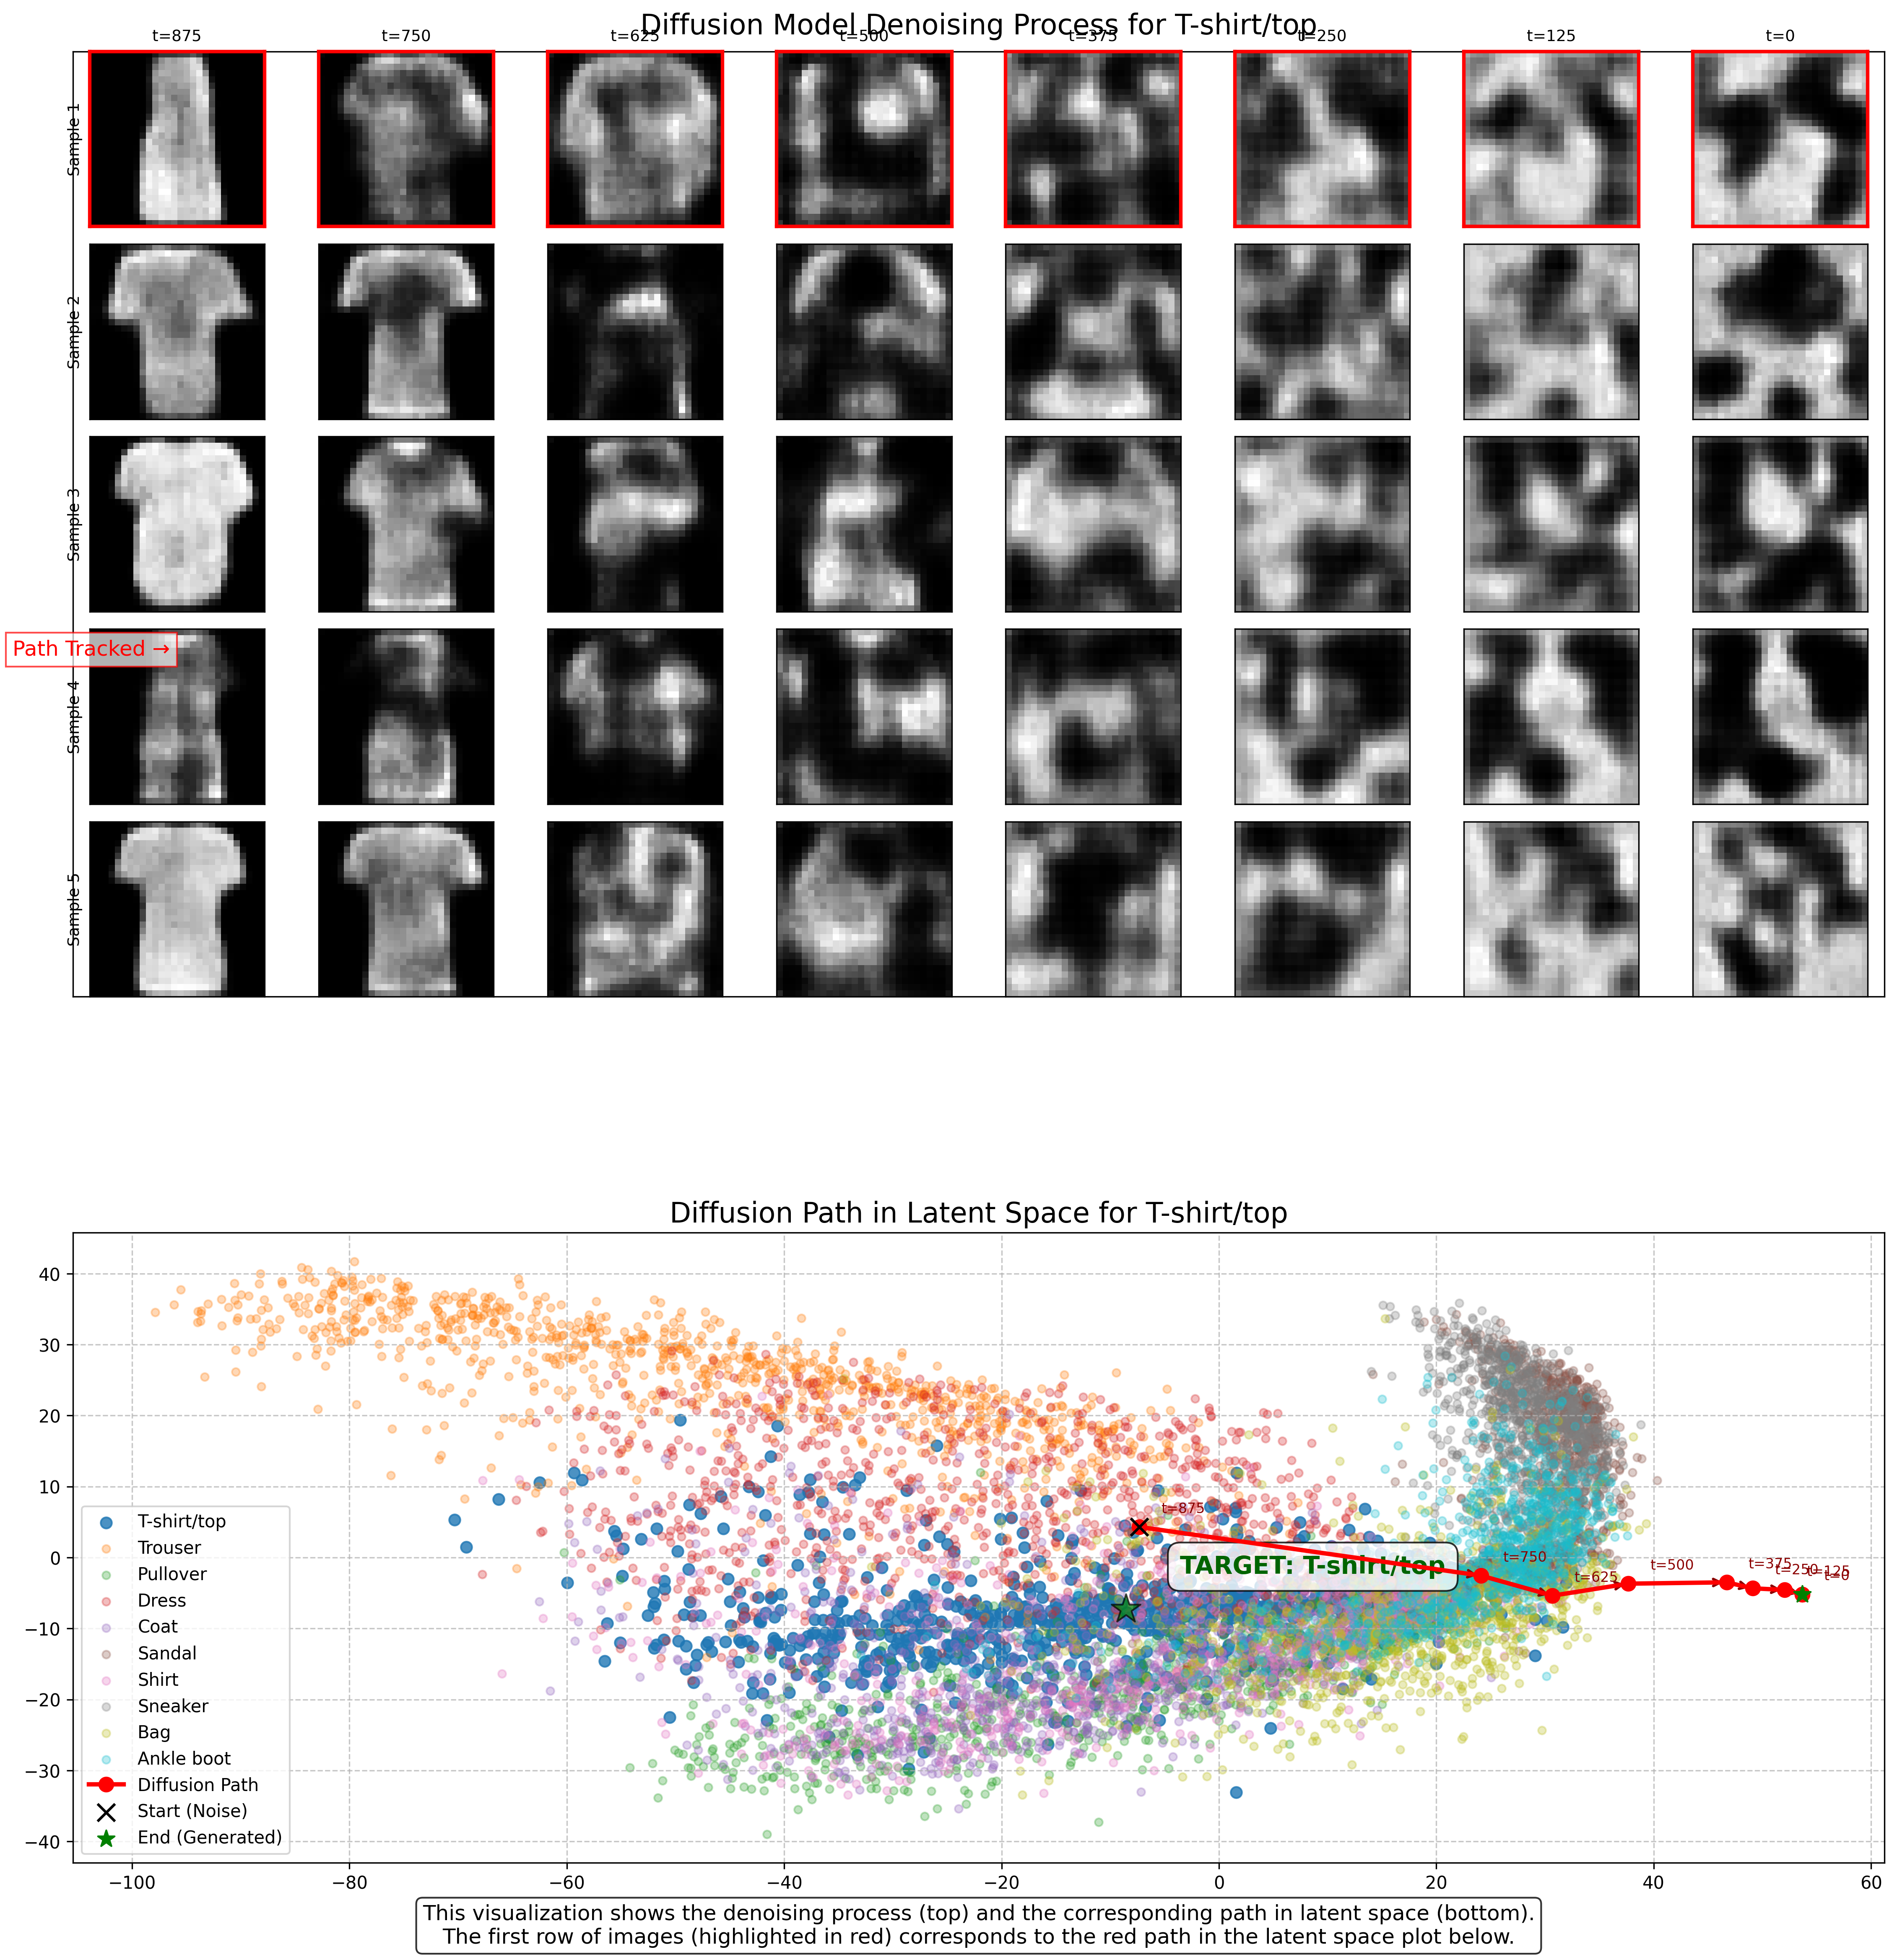 Diffusion Model Denoising Process for T-shirt/top
t=875
t=750
t=625
t=500
t=375
t=250
t=125
t=0
Sample 1
Sample 2
Sample 3
Path Tracked →
Sample 4
Sample 5
Diffusion Path in Latent Space for T-shirt/top
40
30
20
10
0
−10
−20
−30
−40
t=875
TARGET: T-shirt/top
t=750
t=625
t=500
t=375
t=250
t=125
t=0
T-shirt/top
Trouser
Pullover
Dress
Coat
Sandal
Shirt
Sneaker
Bag
Ankle boot
Diffusion Path
Start (Noise)
End (Generated)
−100
−80
−60
−40
−20
0
20
40
60
This visualization shows the denoising process (top) and the corresponding path in latent space (bottom).
The first row of images (highlighted in red) corresponds to the red path in the latent space plot below.